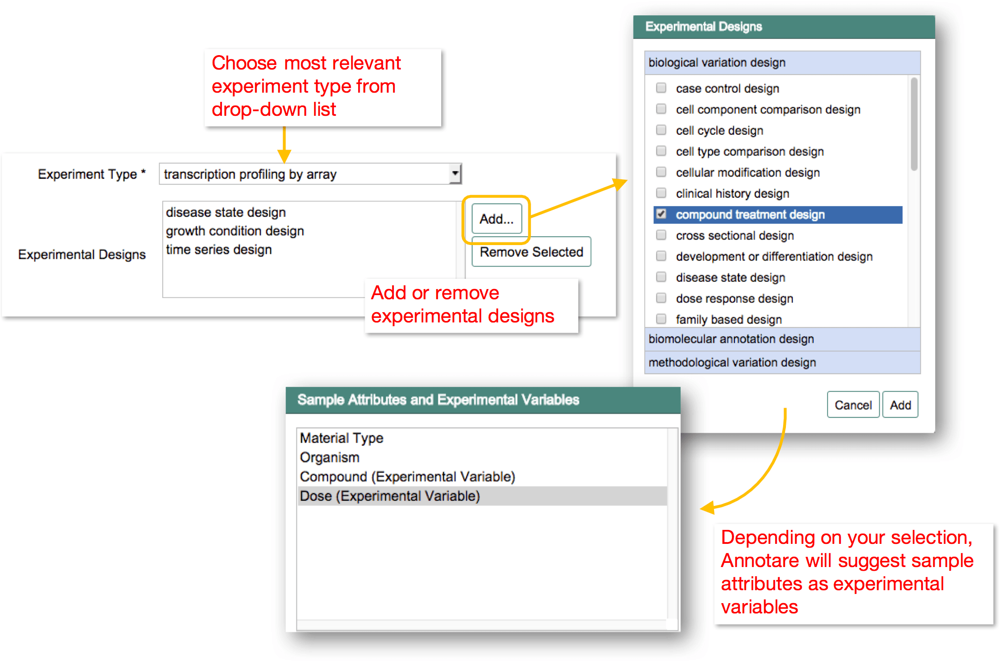 Choose most relevant
experiment type from
drop-down list
Experiment Type *
transcription profiling by array
Experimental Designs
disease state design
growth condition design
time series design
Add...
Remove Selected
Add or remove
experimental designs
Experimental Designs
biological variation design
case control design
cell component comparison design
cell cycle design
cell type comparison design
cellular modification design
clinical history design
compound treatment design
cross sectional design
development or differentiation design
disease state design
dose response design
family based design
biomolecular annotation design
methodological variation design
Cancel
Add
Sample Attributes and Experimental Variables
Material Type
Organism
Compound (Experimental Variable)
Dose (Experimental Variable)
Depending on your selection,
Annotare will suggest sample
attributes as experimental
variables